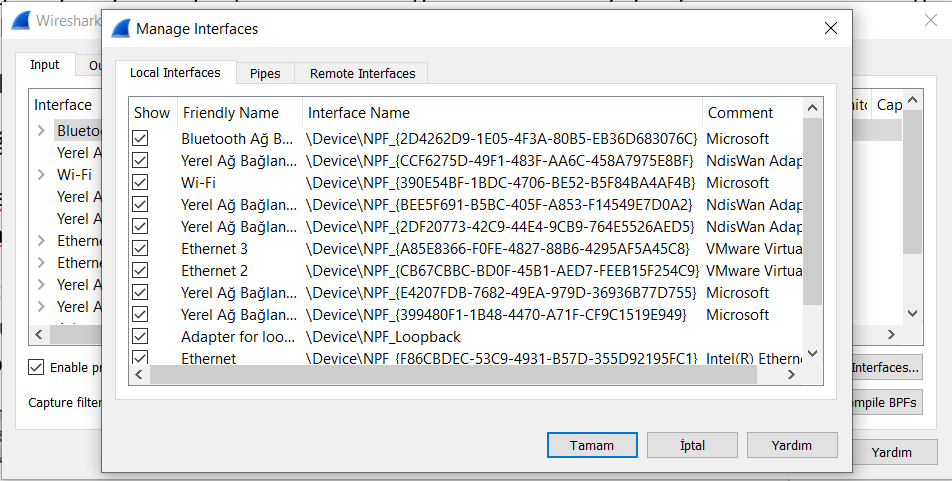 Wireshark
Manage Interfaces
Input
Local Interfaces
Pipes
Remote Interfaces
Interface
Show Friendly Name Interface Name Comment
Bluetooth Ağ B... \Device\NPF_{2D4262D9-1E05-4F3A-80B5-EB36D683076C} Microsoft
Yerel Ağ Bağlan... \Device\NPF_{CCF6275D-49F1-483F-AA6C-458A7975E8BF} NdisWan Adap
Wi-Fi \Device\NPF_{390E54BF-1BDC-4706-BE52-B5F84BA4AF4B} Microsoft
Yerel Ağ Bağlan... \Device\NPF_{BEE5F691-B5BC-405F-A853-F14549E7D0A2} NdisWan Adap
Yerel Ağ Bağlan... \Device\NPF_{2DF20773-42C9-44E4-9CB9-764E5526AED5} NdisWan Adap
Ethernet 3 \Device\NPF_{A85E8366-F0FE-4827-88B6-4295AF5A45C8} VMware Virtua
Ethernet 2 \Device\NPF_{CB67CBBC-BD0F-45B1-AED7-FEEB15F254C9} VMware Virtua
Yerel Ağ Bağlan... \Device\NPF_{E4207FDB-7682-49EA-979D-36936B77D755} Microsoft
Yerel Ağ Bağlan... \Device\NPF_{399480F1-1B48-4470-A71F-CF9C1519E949} Microsoft
Adapter for loo... \Device\NPF_Loopback
Ethernet \Device\NPF_{F86CBDEC-53C9-4931-B57D-355D92195FC1} Intel(R) Etherne
Tamam
İptal
Yardım
Blueto
Yerel A
Wi-Fi
Yerel A
Yerel A
Ethern
Ethern
Yerel A
Yerel A
Cap
Enable pr
Interfaces...
Capture filter
ompile BPFs
Yardım